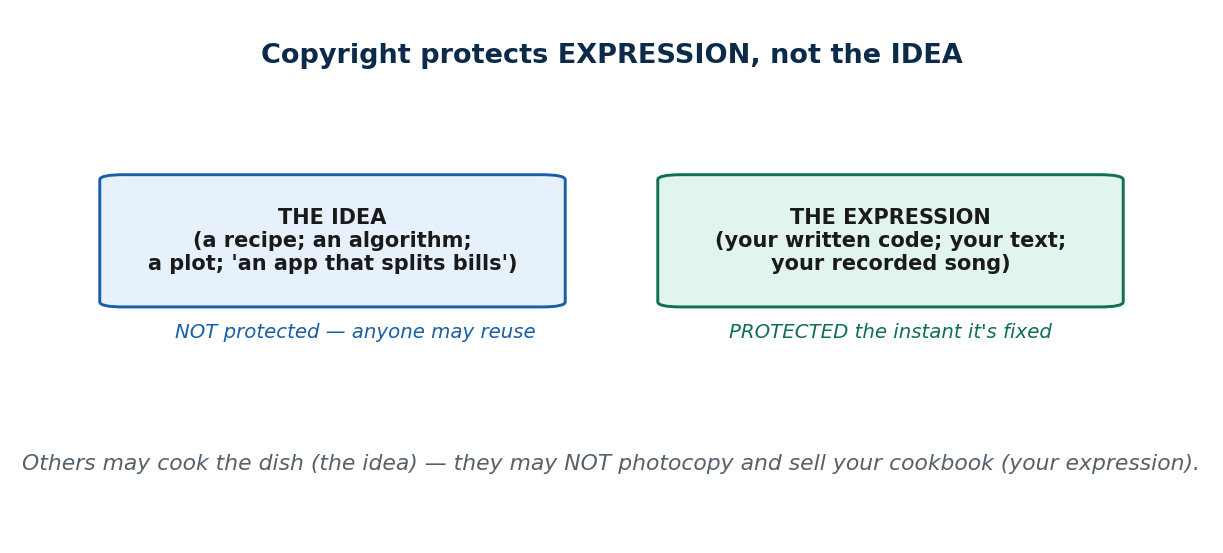 Copyright protects EXPRESSION, not the IDEA
THE IDEA
(a recipe; an algorithm;
a plot; 'an app that splits bills')
NOT protected — anyone may reuse
THE EXPRESSION
(your written code; your text;
your recorded song)
PROTECTED the instant it's fixed
Others may cook the dish (the idea) — they may NOT photocopy and sell your cookbook (your expression).